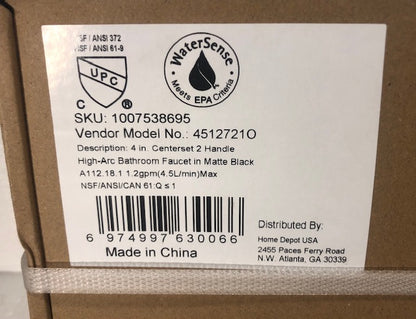 NSF / ANSI 372
NSF / ANSI 61-9
UPC
C ®
WaterSense
Meets EPA Criteria
SKU: 1007538695
Vendor Model No.: 4512721O
Description: 4 in. Centerset 2 Handle
High-Arc Bathroom Faucet in Matte Black
A112.18.1 1.2gpm(4.5L/min)Max
NSF/ANSI/CAN 61:Q ≤ 1
6 974997 630066
Made in China
Distributed By:
Home Depot USA
2455 Paces Ferry Road
N.W. Atlanta, GA 30339